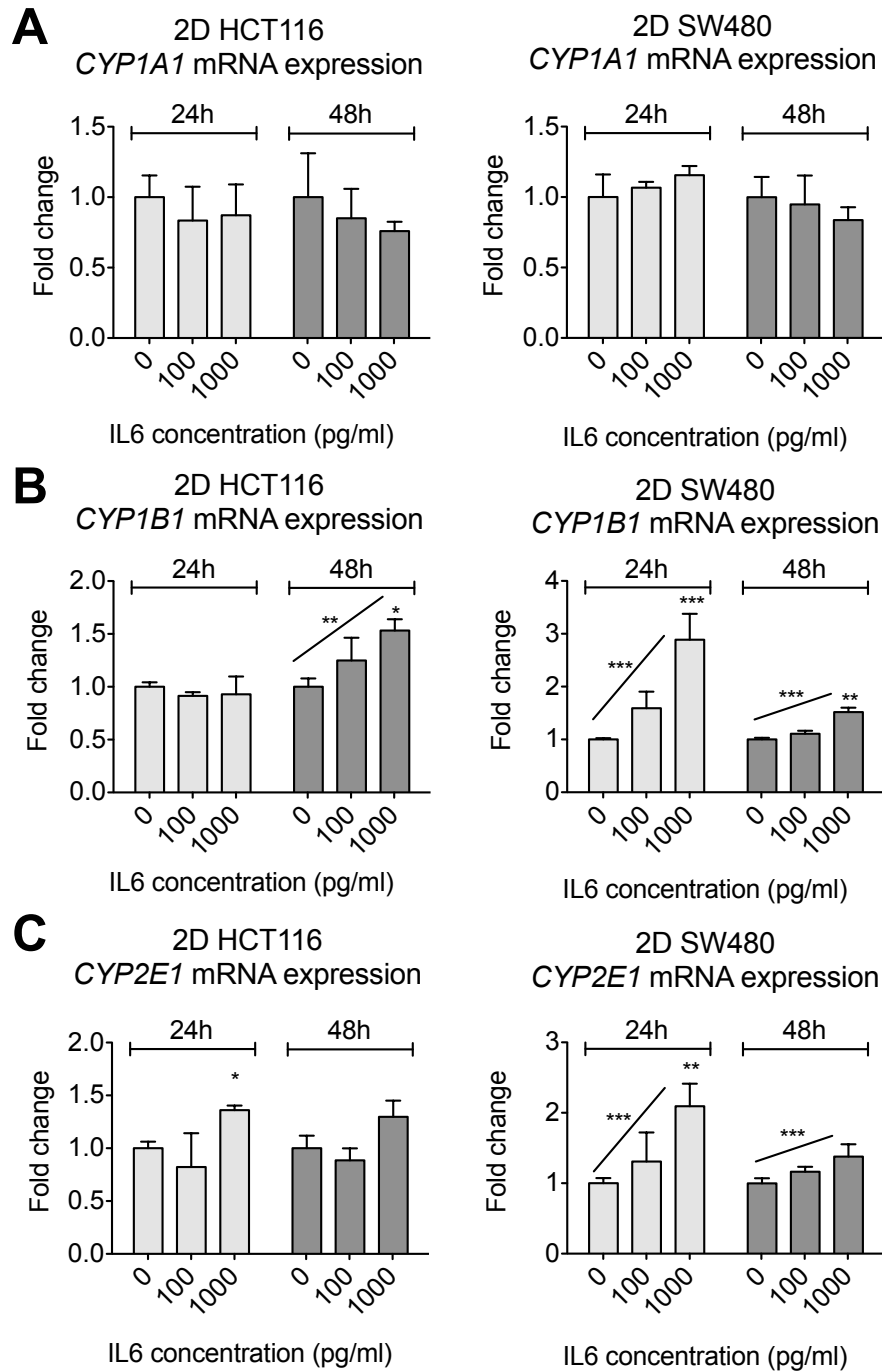 A
2D HCT116
CYP1A1 mRNA expression
24h
48h
Fold change
1.5
1.0
0.5
0.0
0
100
1000
0
100
1000
IL6 concentration (pg/ml)
2D SW480
CYP1A1 mRNA expression
24h
48h
Fold change
1.5
1.0
0.5
0.0
0
100
1000
0
100
1000
IL6 concentration (pg/ml)
B
2D HCT116
CYP1B1 mRNA expression
24h
48h
Fold change
2.0
1.5
1.0
0.5
0.0
**
*
0
100
1000
0
100
1000
IL6 concentration (pg/ml)
2D SW480
CYP1B1 mRNA expression
24h
48h
Fold change
4
3
2
1
0
***
***
***
**
0
100
1000
0
100
1000
IL6 concentration (pg/ml)
C
2D HCT116
CYP2E1 mRNA expression
24h
48h
Fold change
2.0
1.5
1.0
0.5
0.0
*
0
100
1000
0
100
1000
IL6 concentration (pg/ml)
2D SW480
CYP2E1 mRNA expression
24h
48h
Fold change
3
2
1
0
***
**
***
0
100
1000
0
100
1000
IL6 concentration (pg/ml)